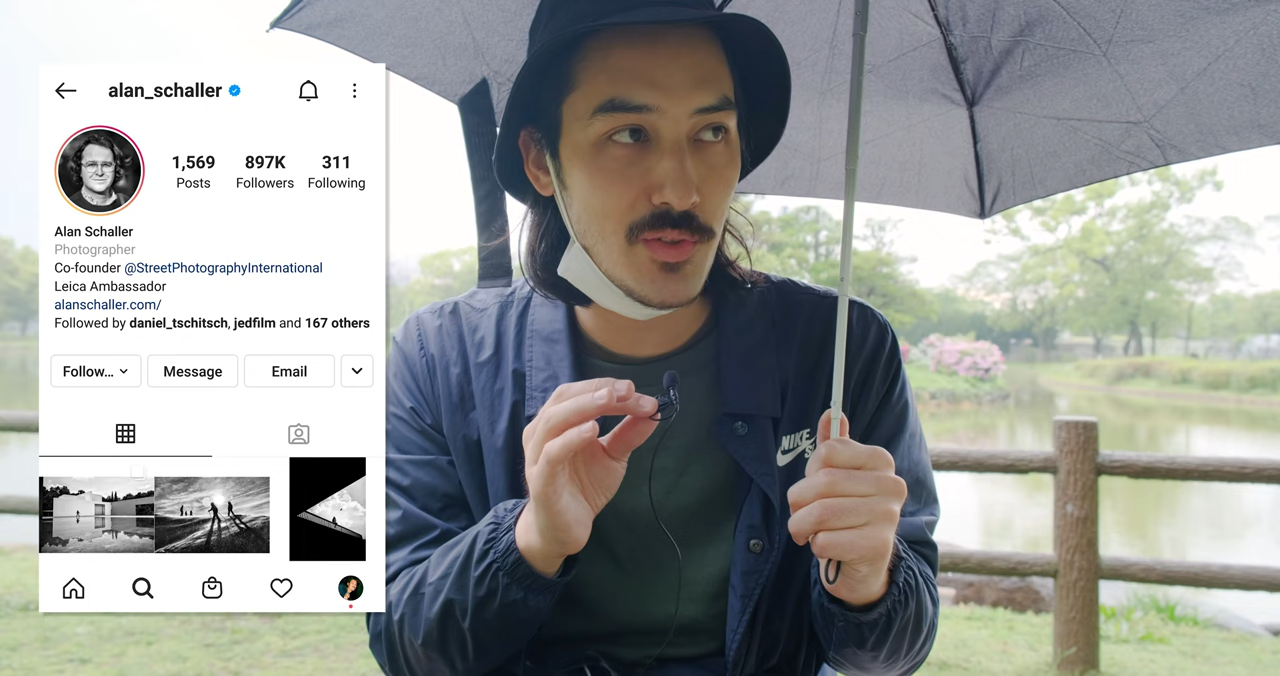 alan_schaller
1,569 897K 311
Posts Followers Following
Alan Schaller
Photographer
Co-founder @StreetPhotographyInternational
Leica Ambassador
alanschaller.com/
Followed by daniel_tschitsch, jedfilm and 167 others
Follow... Message Email
NIKE